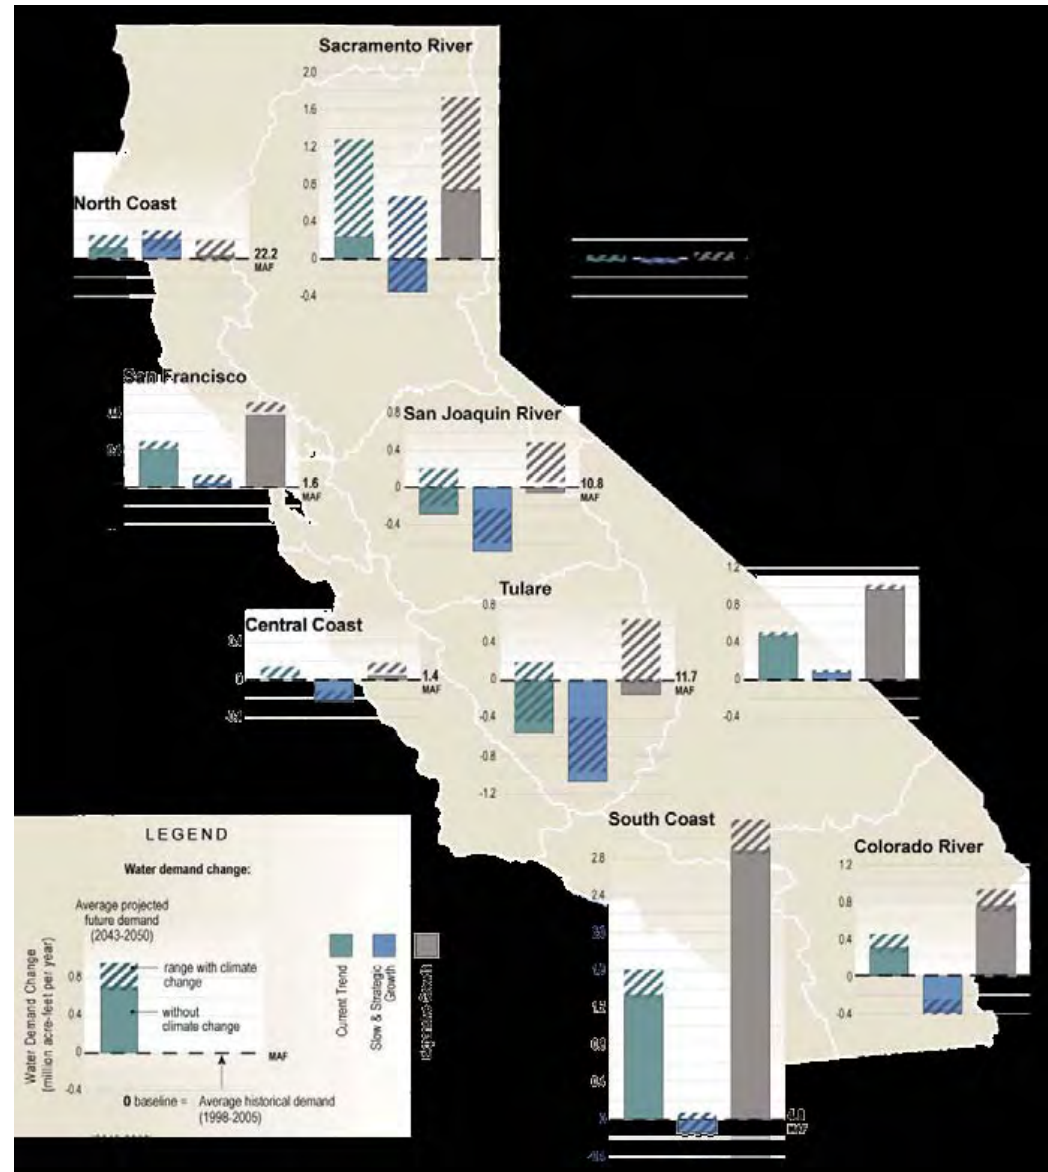 Sacramento River
2.0
1.6
1.2
0.8
0.4
0
-0.4
North Coast
22.2
MAF
San Francisco
1.6
MAF
San Joaquin River
0.8
0.4
0
-0.4
10.8
MAF
Tulare
0.8
0.4
0
-0.4
-0.8
-1.2
11.7
MAF
1.2
0.8
0.4
0
-0.4
Central Coast
0
1.4
MAF
South Coast
2.8
2.4
MAF
Colorado River
1.2
0.8
0.4
0
-0.4
LEGEND
Water demand change:
Average projected
future demand
(2043-2050)
Water Demand Change
(million acre-feet per year)
0.8
0.4
0
-0.4
range with climate
change
without
climate change
MAF
0 baseline = Average historical demand
(1998-2005)
Current Trend
Slow & Strategic
Growth